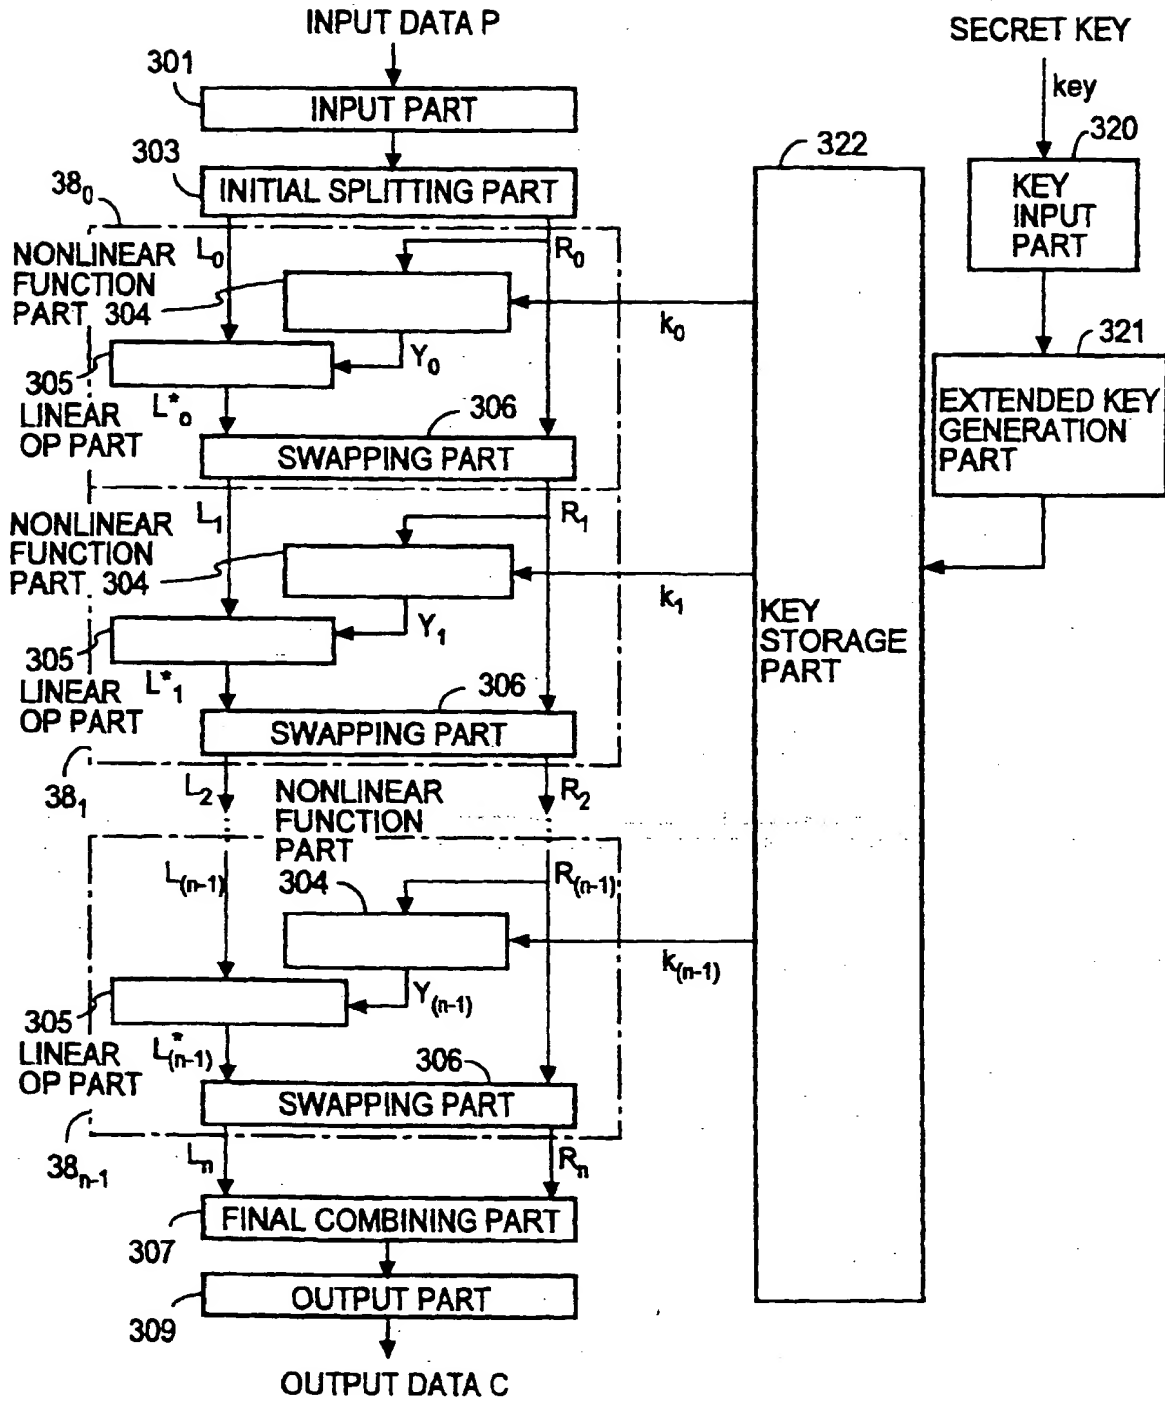 INPUT DATA P
SECRET KEY
301
INPUT PART
key
320
303
322
INITIAL SPLITTING PART
KEY
INPUT
PART
38₀
L₀
R₀
NONLINEAR
FUNCTION
PART 304
k₀
321
Y₀
305
LINEAR
OP PART
L*₀
306
EXTENDED KEY
GENERATION
PART
SWAPPING PART
L₁
R₁
NONLINEAR
FUNCTION
PART 304
k₁
KEY
STORAGE
PART
Y₁
305
LINEAR
OP PART
L*₁
306
SWAPPING PART
38₁
L₂
R₂
NONLINEAR
FUNCTION
PART
304
L(n-1)
R(n-1)
k(n-1)
Y(n-1)
305
LINEAR
OP PART
L*(n-1)
306
SWAPPING PART
38n-1
Ln
Rn
FINAL COMBINING PART
307
OUTPUT PART
309
OUTPUT DATA C